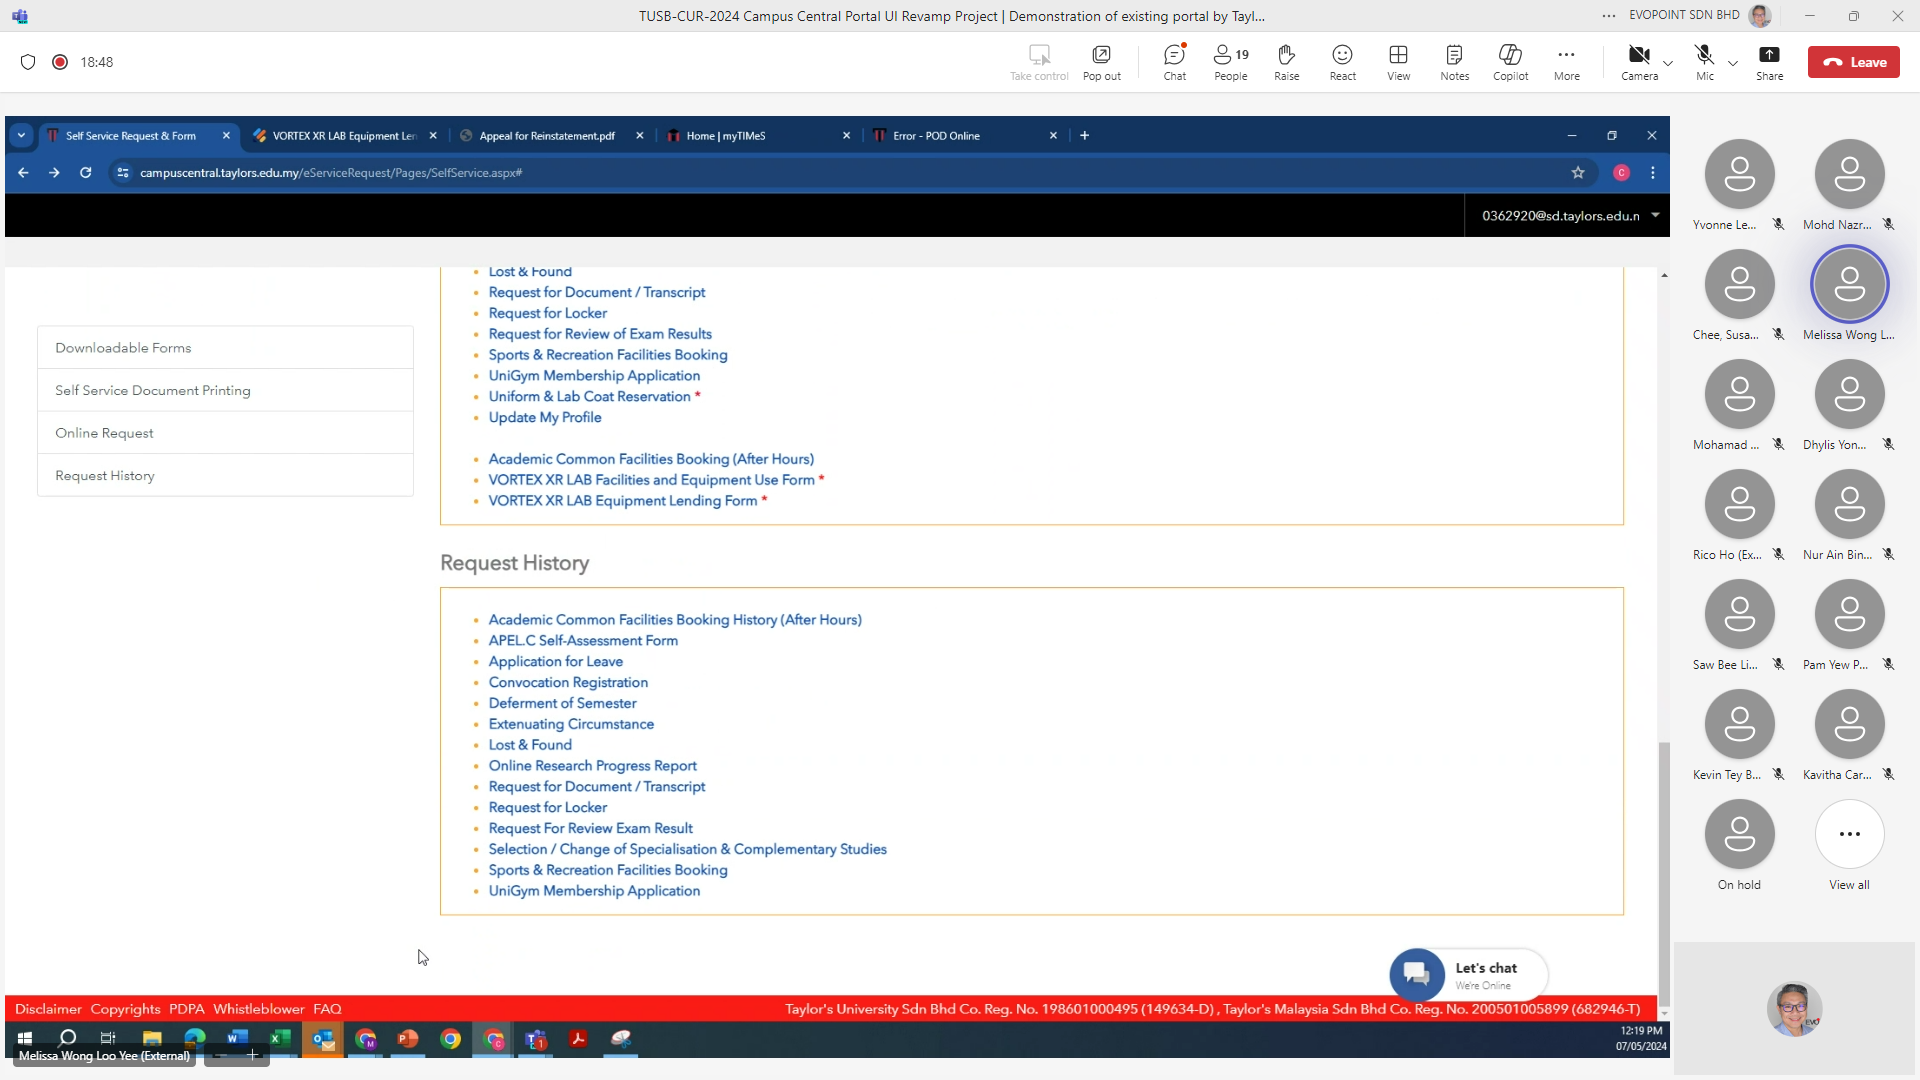 TUSB-CUR-2024 Campus Central Portal UI Revamp Project | Demonstration of existing portal by Tayl...
EVOPOINT SDN BHD
18:48
Take control
Pop out
Chat
19
People
Raise
React
View
Notes
Copilot
More
Camera
Mic
Share
Leave
Self Service Request & Form
VORTEX XR LAB Equipment Len
Appeal for Reinstatement.pdf
Home | myTIMeS
Error - POD Online
campuscentral.taylors.edu.my/eServiceRequest/Pages/SelfService.aspx#
C
0362920@sd.taylors.edu.n
Downloadable Forms
Self Service Document Printing
Online Request
Request History
Lost & Found
Request for Document / Transcript
Request for Locker
Request for Review of Exam Results
Sports & Recreation Facilities Booking
UniGym Membership Application
Uniform & Lab Coat Reservation *
Update My Profile
Academic Common Facilities Booking (After Hours)
VORTEX XR LAB Facilities and Equipment Use Form *
VORTEX XR LAB Equipment Lending Form *
Request History
Academic Common Facilities Booking History (After Hours)
APEL.C Self-Assessment Form
Application for Leave
Convocation Registration
Deferment of Semester
Extenuating Circumstance
Lost & Found
Online Research Progress Report
Request for Document / Transcript
Request for Locker
Request For Review Exam Result
Selection / Change of Specialisation & Complementary Studies
Sports & Recreation Facilities Booking
UniGym Membership Application
Let's chat
We're Online
Disclaimer Copyrights PDPA Whistleblower FAQ
Taylor's University Sdn Bhd Co. Reg. No. 198601000495 (149634-D) , Taylor's Malaysia Sdn Bhd Co. Reg. No. 200501005899 (682946-T)
12:19 PM
07/05/2024
Melissa Wong Loo Yee (External)
Yvonne Le...
Mohd Nazr...
Chee, Susa...
Melissa Wong L...
Mohamad ...
Dhylis Yon...
Rico Ho (Ex...
Nur Ain Bin...
Saw Bee Li...
Pam Yew P...
Kevin Tey B...
Kavitha Car...
On hold
View all